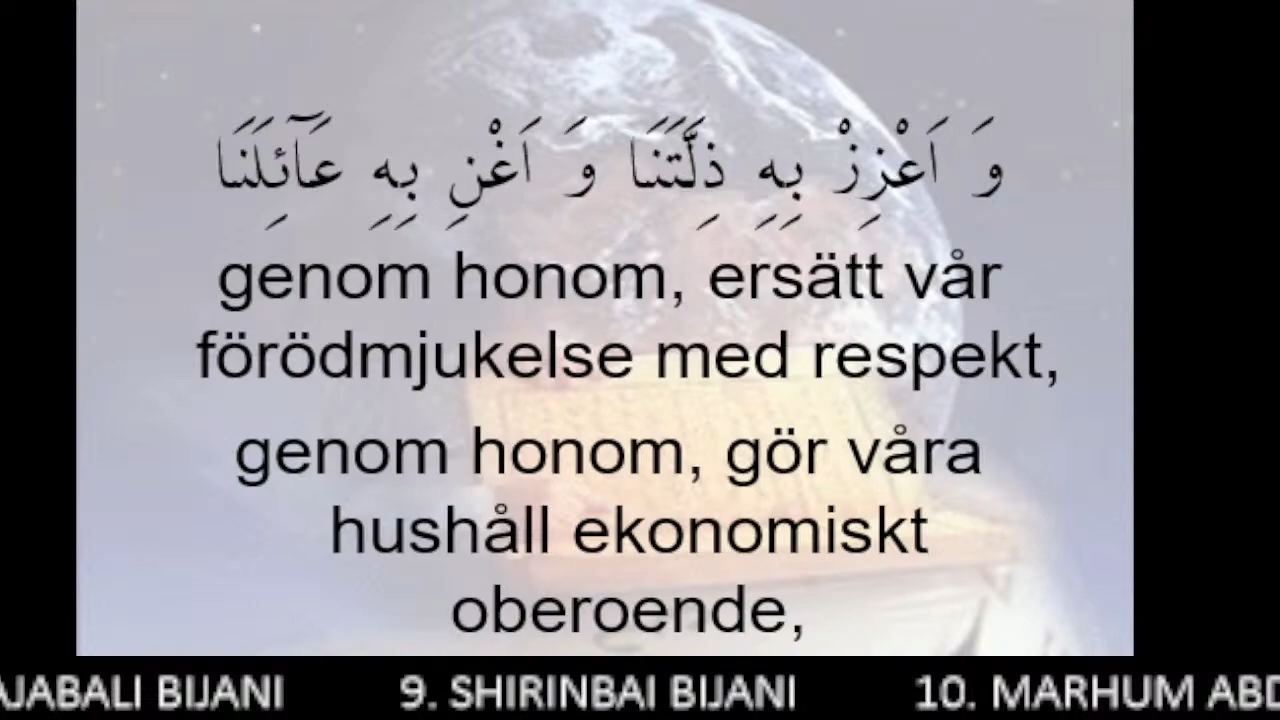 وَ اَعْزِزْ بِهِ ذِلَّتَنَا وَ اَغْنِ بِهِ عَآئِلَنَا
genom honom, ersätt vår
förödmjukelse med respekt,
genom honom, gör våra
hushåll ekonomiskt
oberoende,
AJABALI BIJANI 9. SHIRINBAI BIJANI 10. MARHUM ABD